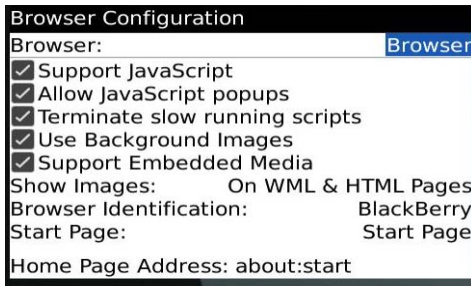 Browser Configuration
Browser: Browser
Support JavaScript
Allow JavaScript popups
Terminate slow running scripts
Use Background Images
Support Embedded Media
Show Images: On WML & HTML Pages
Browser Identification: BlackBerry
Start Page: Start Page
Home Page Address: about:start